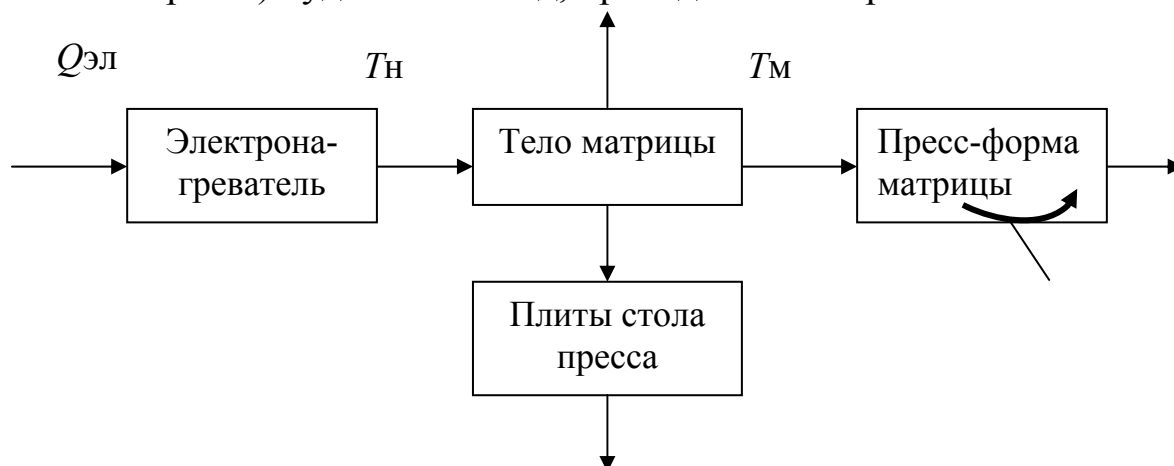 Qэл
Tн
Tм
Электрона-
греватель
Тело матрицы
Пресс-форма
матрицы
Плиты стола
пресса